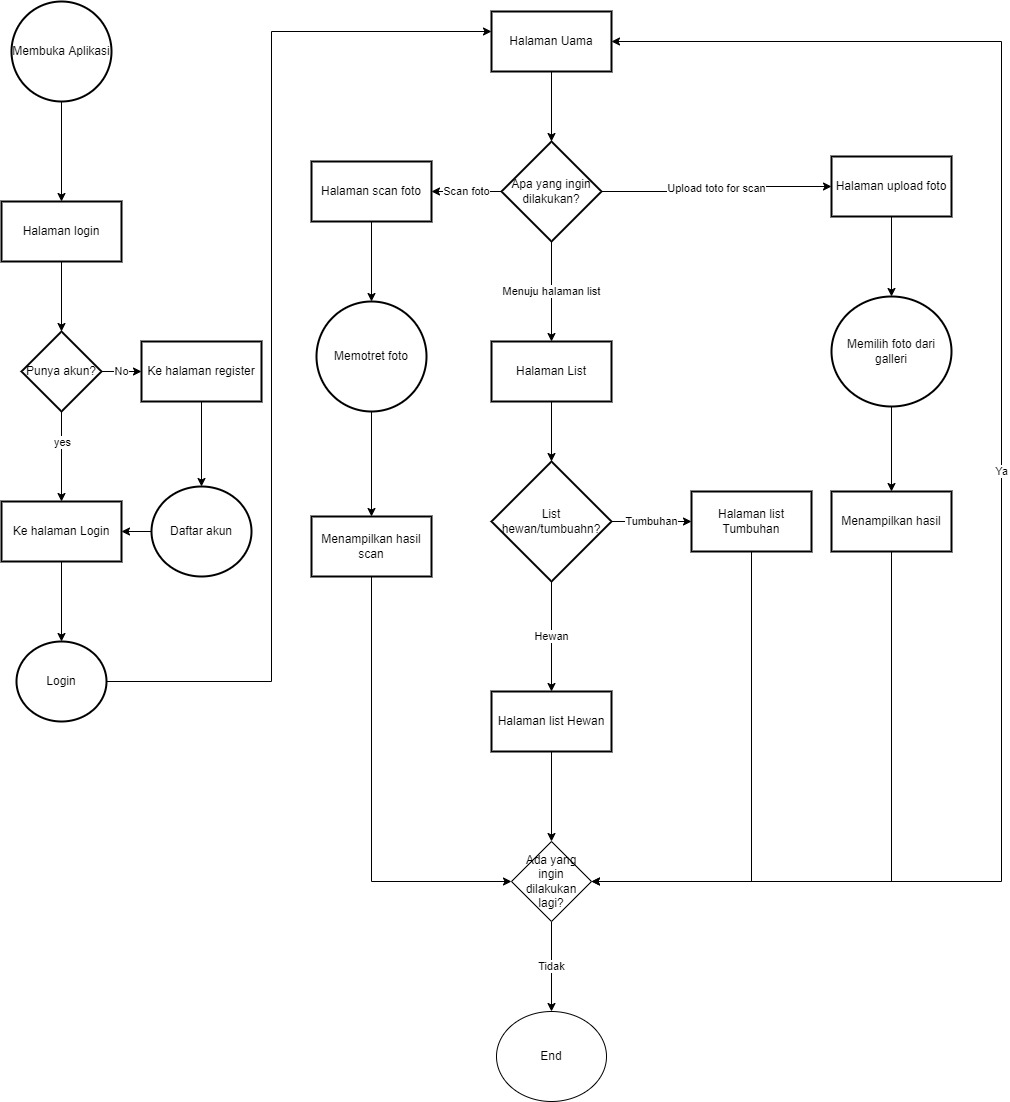 Membuka Aplikasi
Halaman login
Punya akun?
No
Ke halaman register
yes
Ke halaman Login
Daftar akun
Login
Halaman Uama
Apa yang ingin
dilakukan?
Scan foto
Halaman scan foto
Upload toto for scan
Halaman upload foto
Menuju halaman list
Memotret foto
Halaman List
Memilih foto dari
galleri
Ya
List
hewan/tumbuahn?
Tumbuhan
Halaman list
Tumbuhan
Menampilkan hasil
Menampilkan hasil
scan
Hewan
Halaman list Hewan
Ada yang
ingin
dilakukan
lagi?
Tidak
End